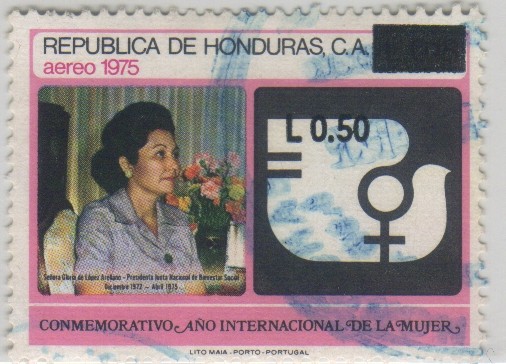 REPUBLICA DE HONDURAS, C.A.
aereo 1975
L 0.50
Señora Gloria de López Arellano - Presidenta Junta Nacional de Bienestar Social
Diciembre 1972 - Abril 1975
CONMEMORATIVO AÑO INTERNACIONAL DE LA MUJER
LITO MAIA - PORTO - PORTUGAL